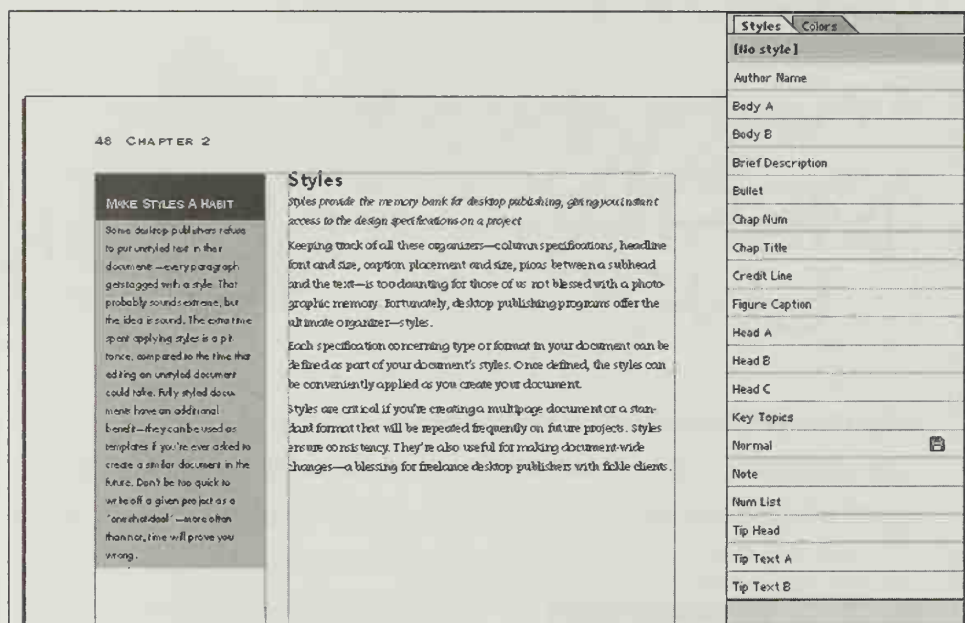 48 CHAPTER 2
MAKE STYLES A HABIT
Some desktop publishers refuse
to put unstyled text in their
document—every paragraph
gets tagged with a style. That
probably sounds extreme, but
the idea is sound. The extra time
spent applying styles is a pit-
tance, compared to the time that
editing an unstyled document
could take. Fully styled docu-
ments have an additional
benefit—they can be used as
templates if you're ever asked to
create a similar document in the
future. Don't be too quick to
write off a given project as a
"one-shot deal"—more often
than not, time will prove you
wrong.
Styles
Styles provide the memory bank for desktop publishing, giving you instant
access to the design specifications on a project
Keeping track of all these organizers—column specifications, headline
font and size, caption placement and size, picas between a subhead
and the text—is too daunting for those of us not blessed with a photo-
graphic memory. Fortunately, desktop publishing programs offer the
ultimate organizer—styles.
Each specification concerning type or format in your document can be
defined as part of your document's styles. Once defined, the styles can
be conveniently applied as you create your document.
Styles are critical if you're creating a multipage document or a stan-
dard format that will be repeated frequently on future projects. Styles
ensure consistency. They're also useful for making document-wide
changes—a blessing for freelance desktop publishers with fickle clients.
Styles Colors
[No style]
Author Name
Body A
Body B
Brief Description
Bullet
Chap Num
Chap Title
Credit Line
Figure Caption
Head A
Head B
Head C
Key Topics
Normal
Note
Num List
Tip Head
Tip Text A
Tip Text B